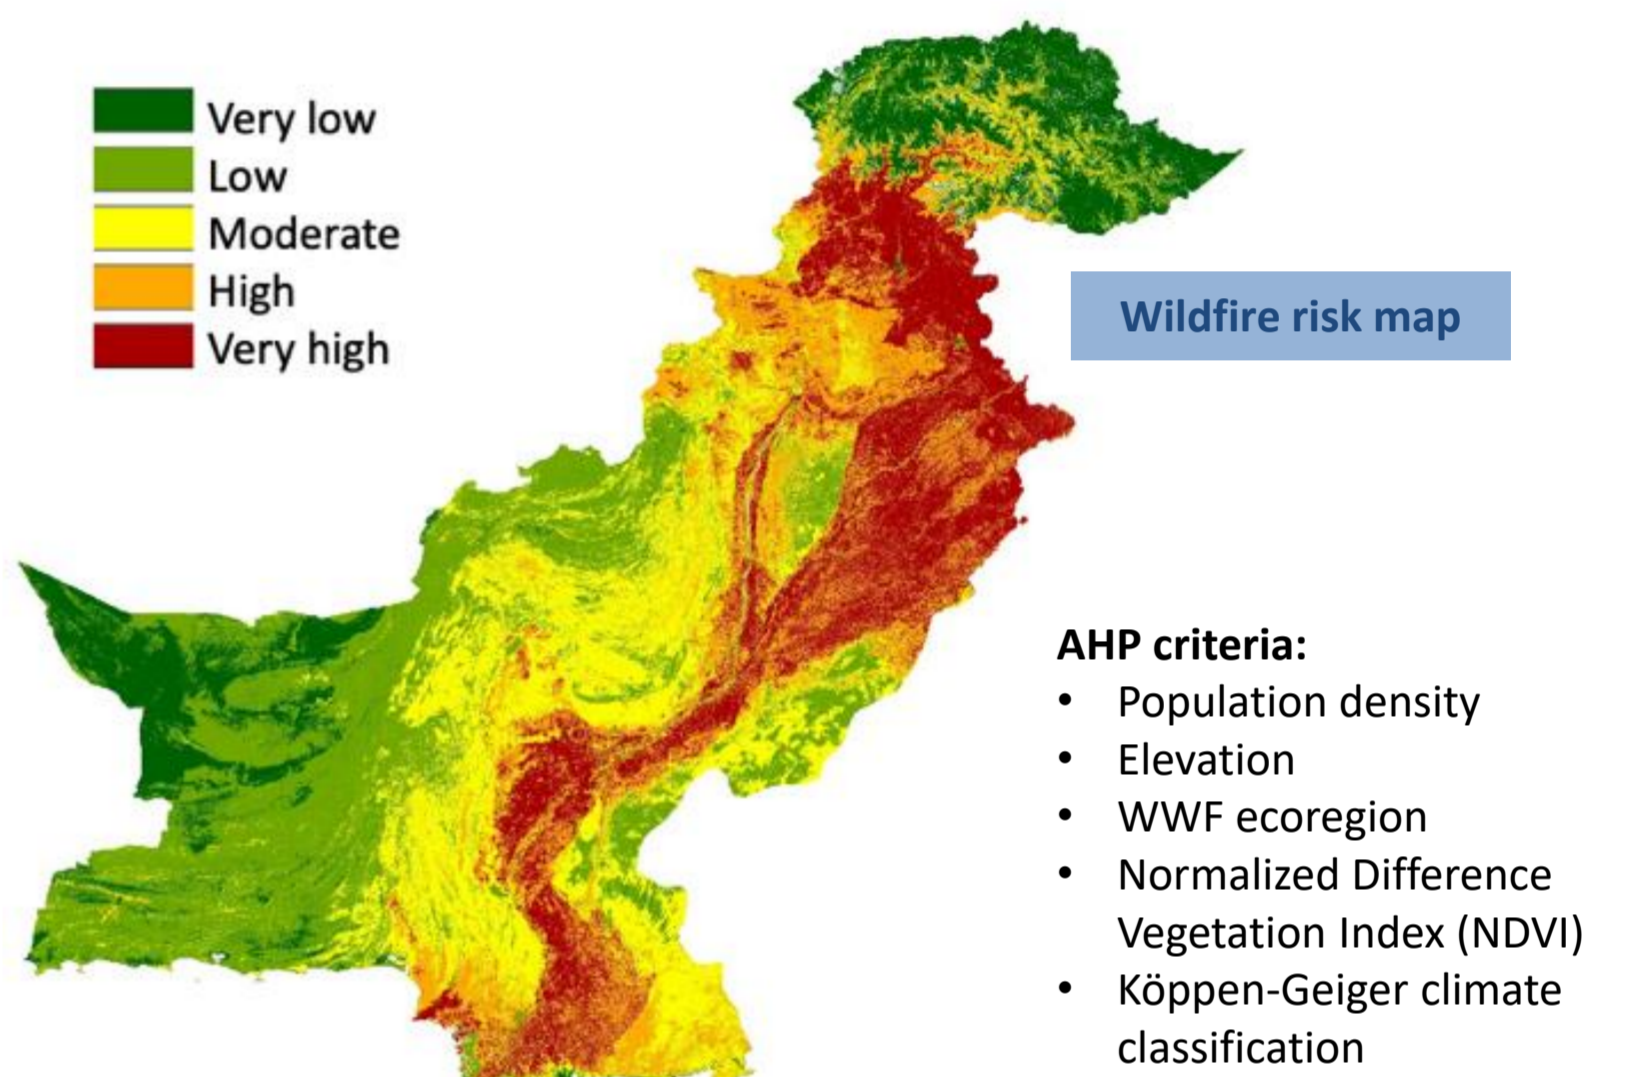 Very low
Low
Moderate
High
Very high
Wildfire risk map
AHP criteria:
• Population density
• Elevation
• WWF ecoregion
• Normalized Difference
Vegetation Index (NDVI)
• Köppen-Geiger climate
classification